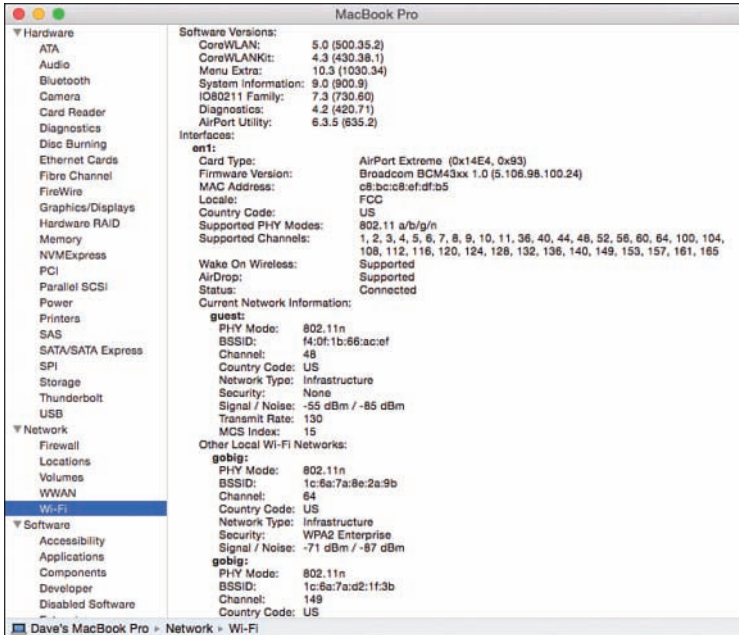 MacBook Pro
Hardware
ATA
Audio
Bluetooth
Camera
Card Reader
Diagnostics
Disc Burning
Ethernet Cards
Fibre Channel
FireWire
Graphics/Displays
Hardware RAID
Memory
NVMExpress
PCI
Parallel SCSI
Power
Printers
SAS
SATA/SATA Express
SPI
Storage
Thunderbolt
USB
Network
Firewall
Locations
Volumes
WWAN
Wi-Fi
Software
Accessibility
Applications
Components
Developer
Disabled Software
Software Versions:
CoreWLAN: 5.0 (500.35.2)
CoreWLANKit: 4.3 (430.38.1)
Menu Extra: 10.3 (1030.34)
System Information: 9.0 (900.9)
IO80211 Family: 7.3 (730.60)
Diagnostics: 4.2 (420.71)
AirPort Utility: 6.3.5 (635.2)
Interfaces:
en1:
Card Type: AirPort Extreme (0x14E4, 0x93)
Firmware Version: Broadcom BCM43xx 1.0 (5.106.98.100.24)
MAC Address: c8:bc:c8:ef:df:b5
Locale: FCC
Country Code: US
Supported PHY Modes: 802.11 a/b/g/n
Supported Channels: 1, 2, 3, 4, 5, 6, 7, 8, 9, 10, 11, 36, 40, 44, 48, 52, 56, 60, 64, 100, 104,
108, 112, 116, 120, 124, 128, 132, 136, 140, 149, 153, 157, 161, 165
Wake On Wireless: Supported
AirDrop: Supported
Status: Connected
Current Network Information:
guest:
PHY Mode: 802.11n
BSSID: f4:0f:1b:66:ac:ef
Channel: 48
Country Code: US
Network Type: Infrastructure
Security: None
Signal / Noise: -55 dBm / -85 dBm
Transmit Rate: 130
MCS Index: 15
Other Local Wi-Fi Networks:
gobig:
PHY Mode: 802.11n
BSSID: 1c:6a:7a:8e:2a:9b
Channel: 64
Country Code: US
Network Type: Infrastructure
Security: WPA2 Enterprise
Signal / Noise: -71 dBm / -87 dBm
gobig:
PHY Mode: 802.11n
BSSID: 1c:6a:7a:d2:1f:3b
Channel: 149
Country Code: US
Dave's MacBook Pro ▸ Network ▸ Wi-Fi